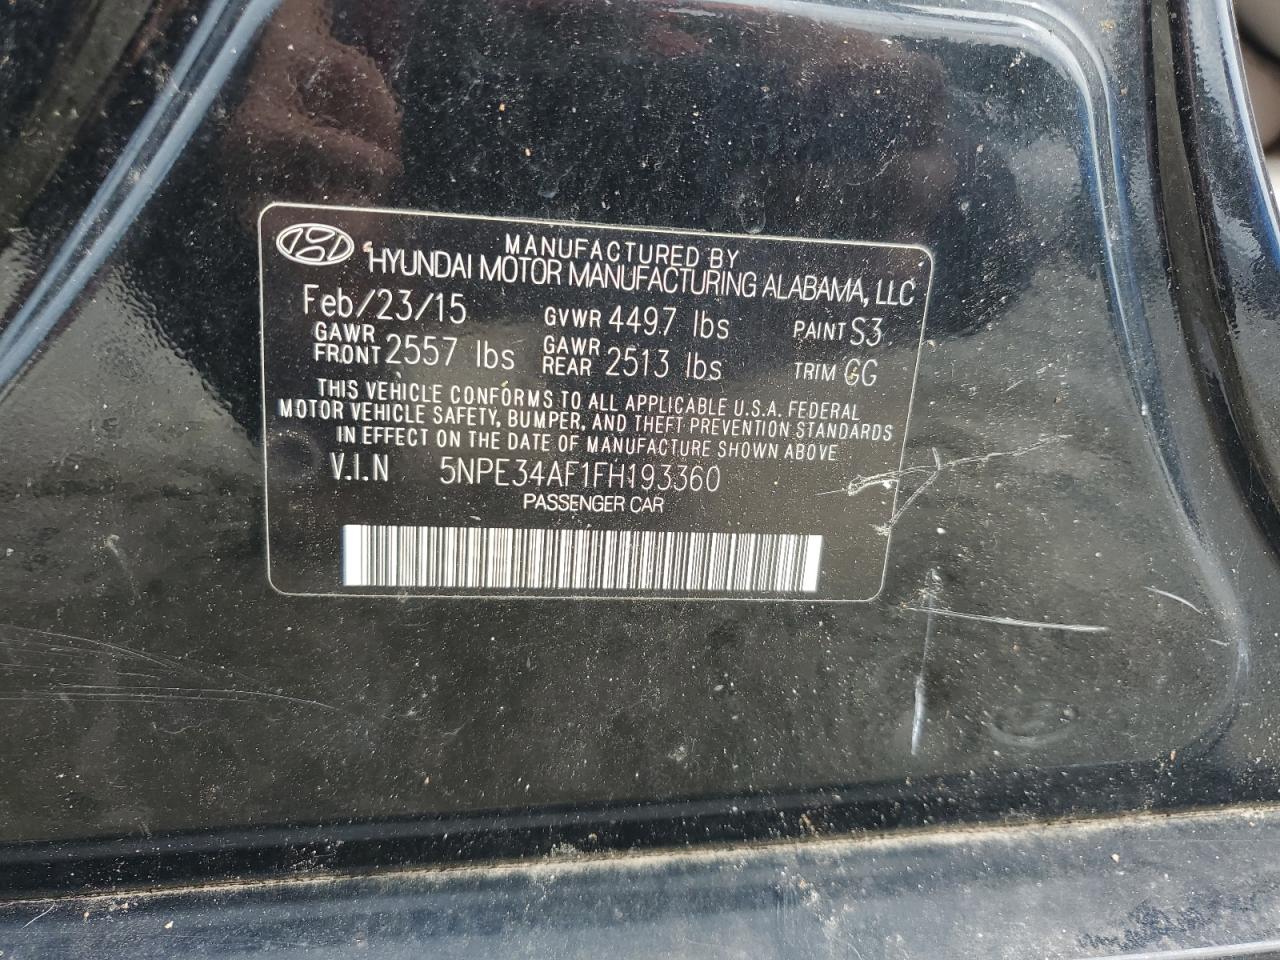 MANUFACTURED BY
HYUNDAI MOTOR MANUFACTURING ALABAMA, LLC
Feb/23/15 GVWR 4497 lbs PAINT S3
GAWR FRONT 2557 lbs GAWR REAR 2513 lbs TRIM GG
THIS VEHICLE CONFORMS TO ALL APPLICABLE U.S.A. FEDERAL
MOTOR VEHICLE SAFETY, BUMPER, AND THEFT PREVENTION STANDARDS
IN EFFECT ON THE DATE OF MANUFACTURE SHOWN ABOVE
V.I.N 5NPE34AF1FH193360
PASSENGER CAR